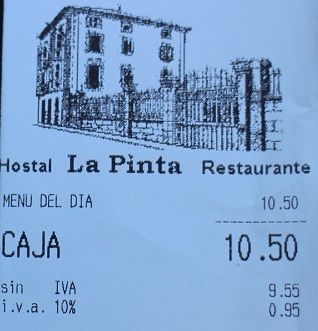 Hostal La Pinta Restaurante
MENU DEL DIA 10.50
CAJA 10.50
sin IVA 9.55
i.v.a. 10% 0.95